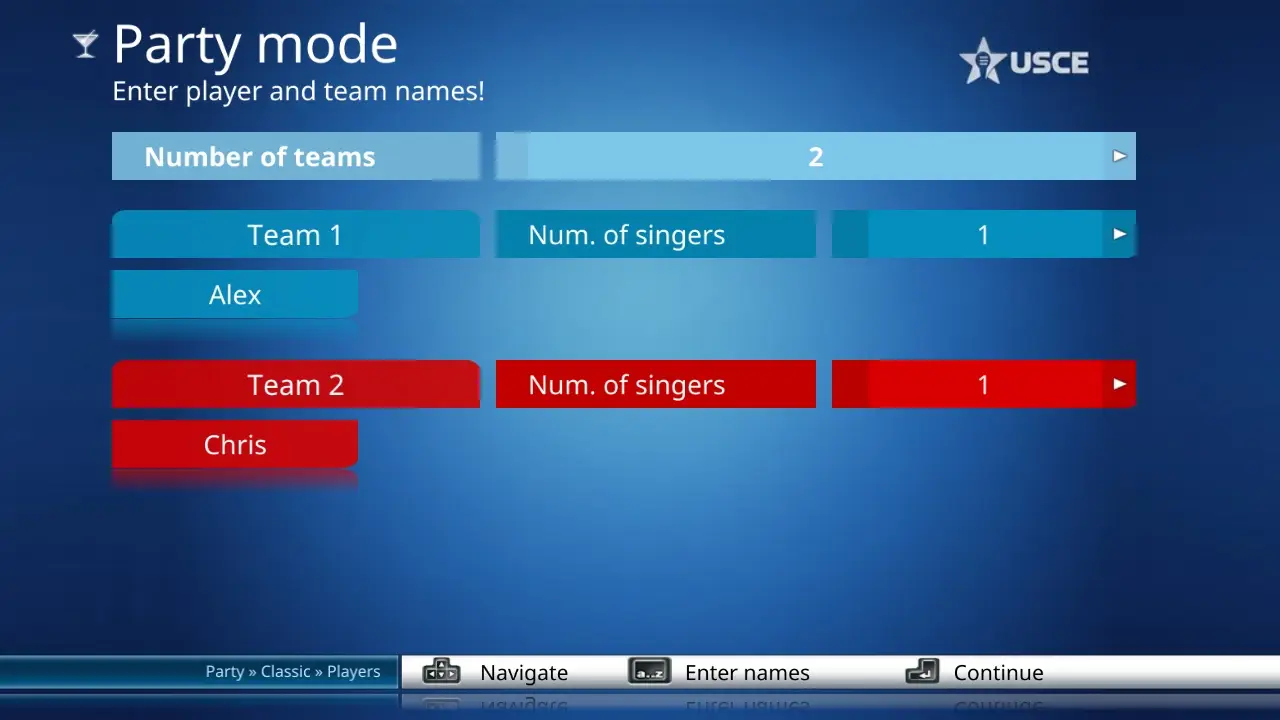 Party mode
Enter player and team names!
USCE
Number of teams 2
Team 1 Num. of singers 1
Alex
Team 2 Num. of singers 1
Chris
Party » Classic » Players a..z Navigate Enter names Continue